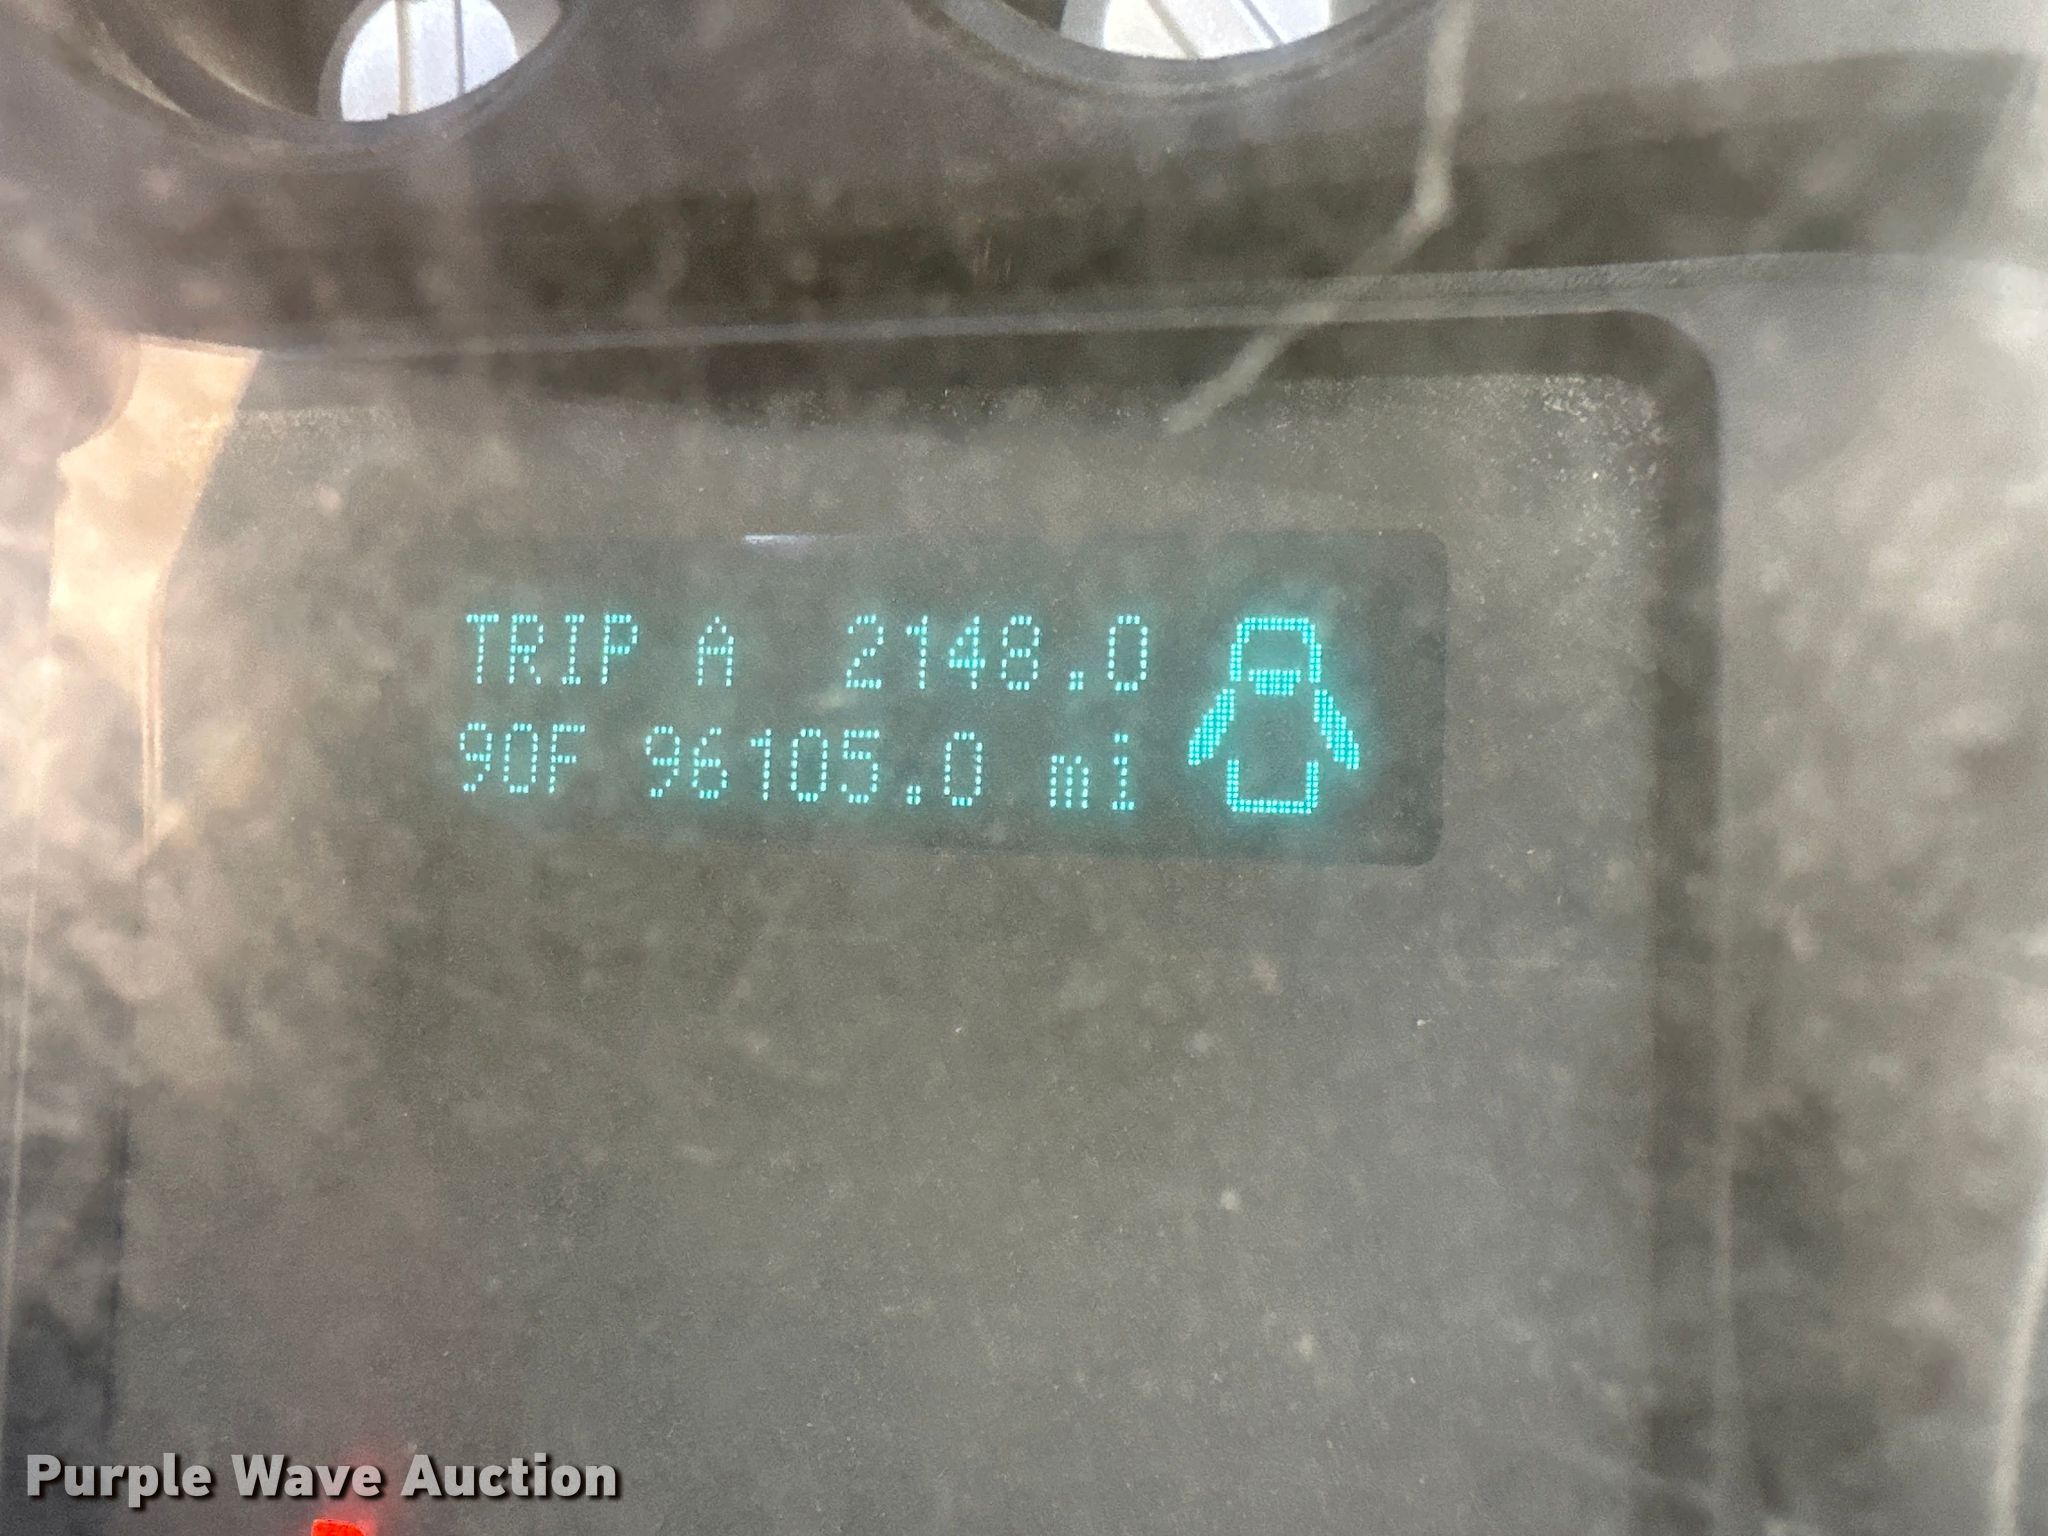 TRIP A 2148.0
90F 96105.0 mi
Purple Wave Auction